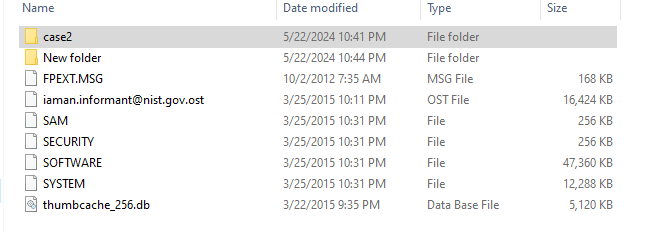 Name Date modified Type Size
case2 5/22/2024 10:41 PM File folder
New folder 5/22/2024 10:44 PM File folder
FPEXT.MSG 10/2/2012 7:35 AM MSG File 168 KB
iaman.informant@nist.gov.ost 3/25/2015 10:11 PM OST File 16,424 KB
SAM 3/25/2015 10:31 PM File 256 KB
SECURITY 3/25/2015 10:31 PM File 256 KB
SOFTWARE 3/25/2015 10:31 PM File 47,360 KB
SYSTEM 3/25/2015 10:31 PM File 12,288 KB
thumbcache_256.db 3/22/2015 9:35 PM Data Base File 5,120 KB